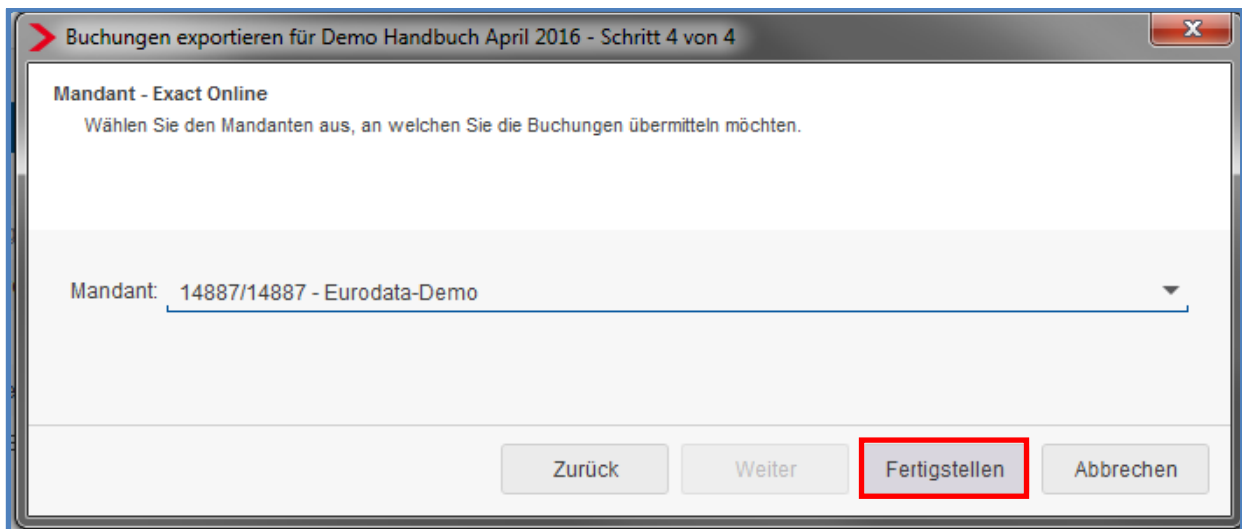 Buchungen exportieren für Demo Handbuch April 2016 - Schritt 4 von 4
Mandant - Exact Online
Wählen Sie den Mandanten aus, an welchen Sie die Buchungen übermitteln möchten.
Mandant: 14887/14887 - Eurodata-Demo
Zurück Weiter Fertigstellen Abbrechen